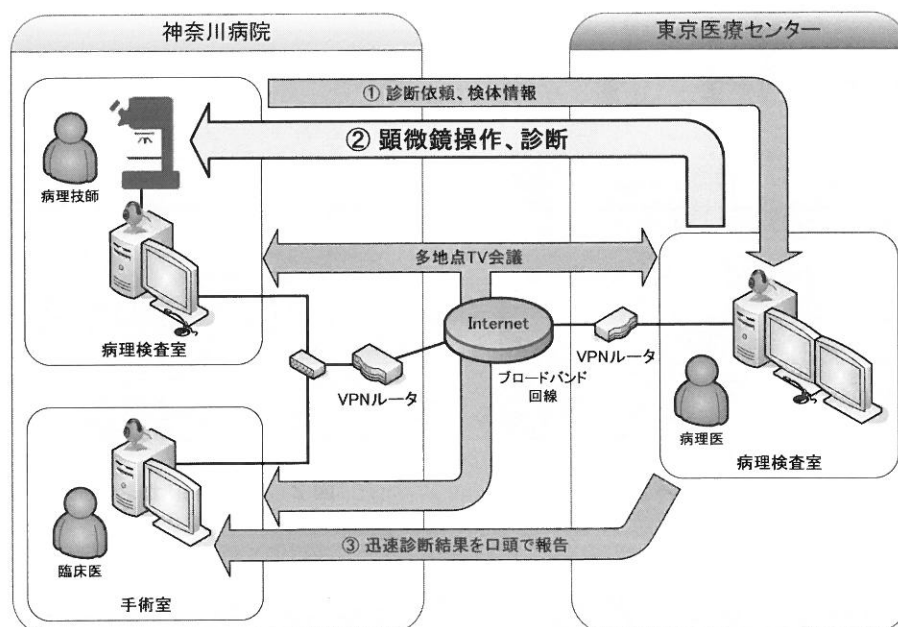 神奈川病院
東京医療センター
① 診断依頼、検体情報
② 顕微鏡操作、診断
病理技師
多地点TV会議
病理検査室
Internet
VPNルータ
VPNルータ
ブロードバンド
回線
病理医
病理検査室
③ 迅速診断結果を口頭で報告
臨床医
手術室